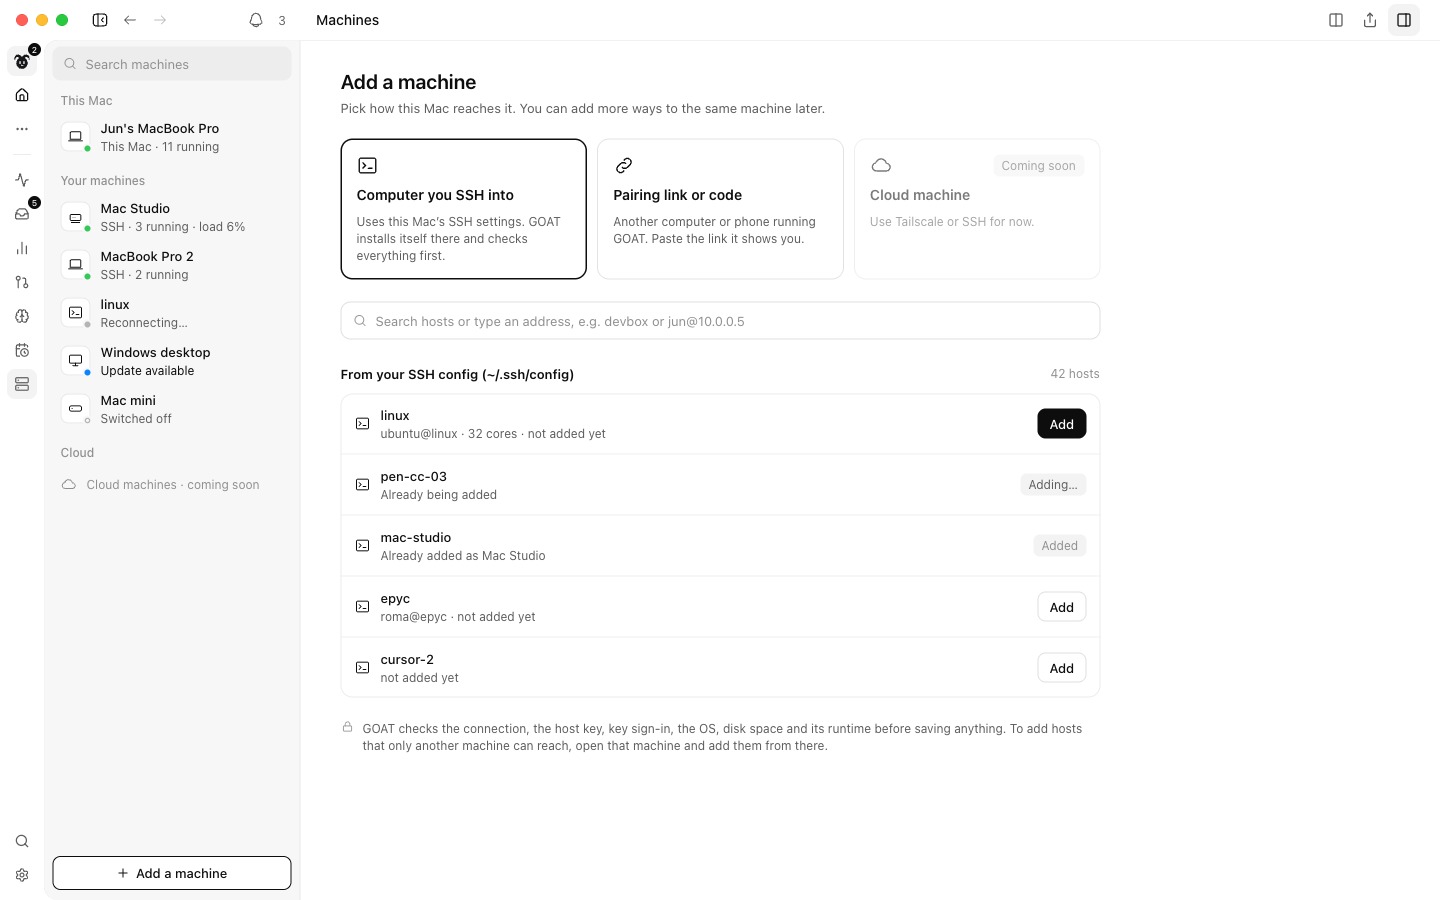 3
Machines
2
Search machines
This Mac
Jun's MacBook Pro
This Mac · 11 running
Your machines
5
Mac Studio
SSH · 3 running · load 6%
MacBook Pro 2
SSH · 2 running
linux
Reconnecting...
Windows desktop
Update available
Mac mini
Switched off
Cloud
Cloud machines · coming soon
Add a machine
Add a machine
Pick how this Mac reaches it. You can add more ways to the same machine later.
Computer you SSH into
Uses this Mac's SSH settings. GOAT
installs itself there and checks
everything first.
Pairing link or code
Another computer or phone running
GOAT. Paste the link it shows you.
Coming soon
Cloud machine
Use Tailscale or SSH for now.
Search hosts or type an address, e.g. devbox or jun@10.0.0.5
From your SSH config (~/.ssh/config)
42 hosts
linux
ubuntu@linux · 32 cores · not added yet
Add
pen-cc-03
Already being added
Adding...
mac-studio
Already added as Mac Studio
Added
epyc
roma@epyc · not added yet
Add
cursor-2
not added yet
Add
GOAT checks the connection, the host key, key sign-in, the OS, disk space and its runtime before saving anything. To add hosts
that only another machine can reach, open that machine and add them from there.